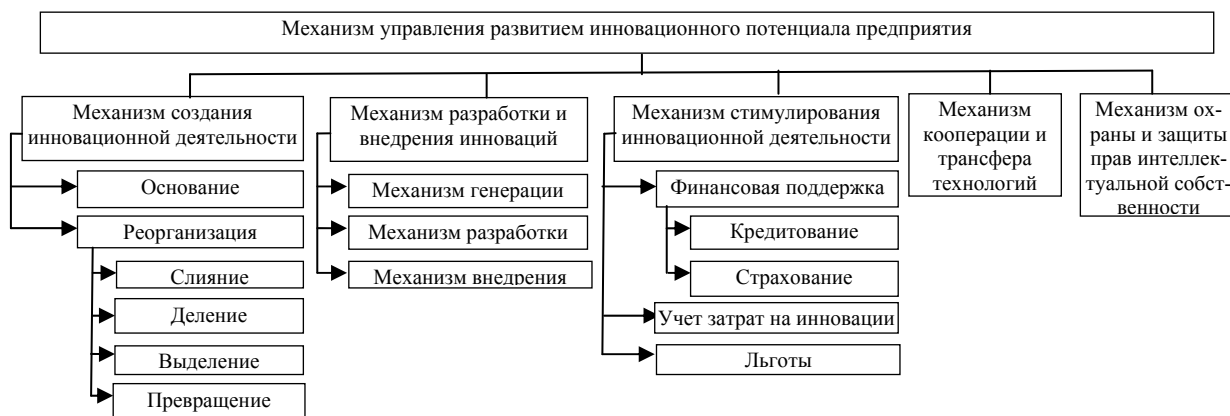 Механизм управления развитием инновационного потенциала предприятия
Механизм создания
инновационной деятельности
Основание
Реорганизация
Слияние
Деление
Выделение
Превращение
Механизм разработки и
внедрения инноваций
Механизм генерации
Механизм разработки
Механизм внедрения
Механизм стимулирования
инновационной деятельности
Финансовая поддержка
Кредитование
Страхование
Учет затрат на инновации
Льготы
Механизм
кооперации и
трансфера
технологий
Механизм ох-
раны и защиты
прав интеллек-
туальной собст-
венности